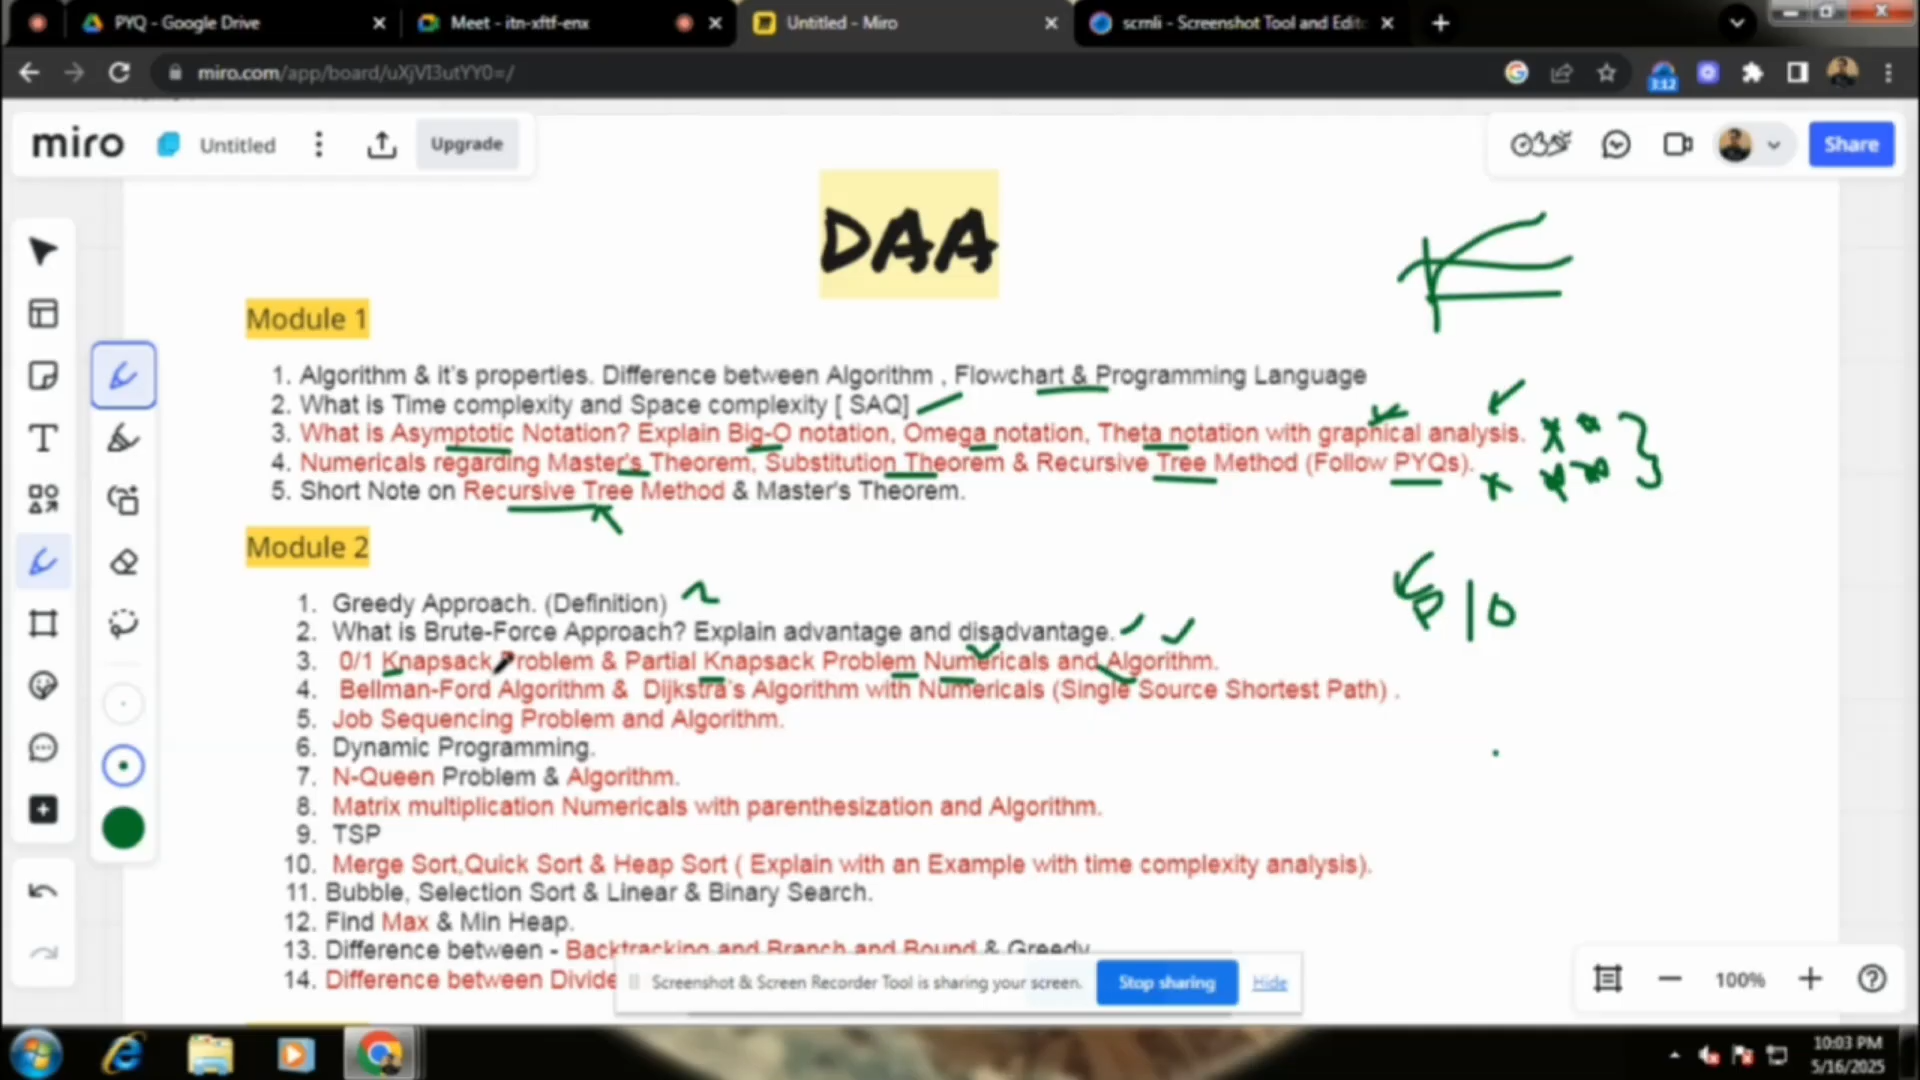 PYQ - Google Drive
Meet - itn-xftf-enx
Untitled - Miro
scrnli - Screenshot Tool and Edito
miro.com/app/board/uXjVI3utYY0=/
3:12
miro
Untitled
Upgrade
Share
DAA
Module 1
1. Algorithm & it's properties. Difference between Algorithm , Flowchart & Programming Language
2. What is Time complexity and Space complexity [ SAQ]
3. What is Asymptotic Notation? Explain Big-O notation, Omega notation, Theta notation with graphical analysis.
4. Numericals regarding Master's Theorem, Substitution Theorem & Recursive Tree Method (Follow PYQs).
5. Short Note on Recursive Tree Method & Master's Theorem.
Module 2
1. Greedy Approach. (Definition)
2. What is Brute-Force Approach? Explain advantage and disadvantage.
3. 0/1 Knapsack Problem & Partial Knapsack Problem Numericals and Algorithm.
4. Bellman-Ford Algorithm & Dijkstra's Algorithm with Numericals (Single Source Shortest Path) .
5. Job Sequencing Problem and Algorithm.
6. Dynamic Programming.
7. N-Queen Problem & Algorithm.
8. Matrix multiplication Numericals with parenthesization and Algorithm.
9. TSP
10. Merge Sort,Quick Sort & Heap Sort ( Explain with an Example with time complexity analysis).
11. Bubble, Selection Sort & Linear & Binary Search.
12. Find Max & Min Heap.
13. Difference between - Backtracking and Branch and Bound & Greedy
14. Difference between Divide
Screenshot & Screen Recorder Tool is sharing your screen.
Stop sharing
Hide
100%
10:03 PM
5/16/2025